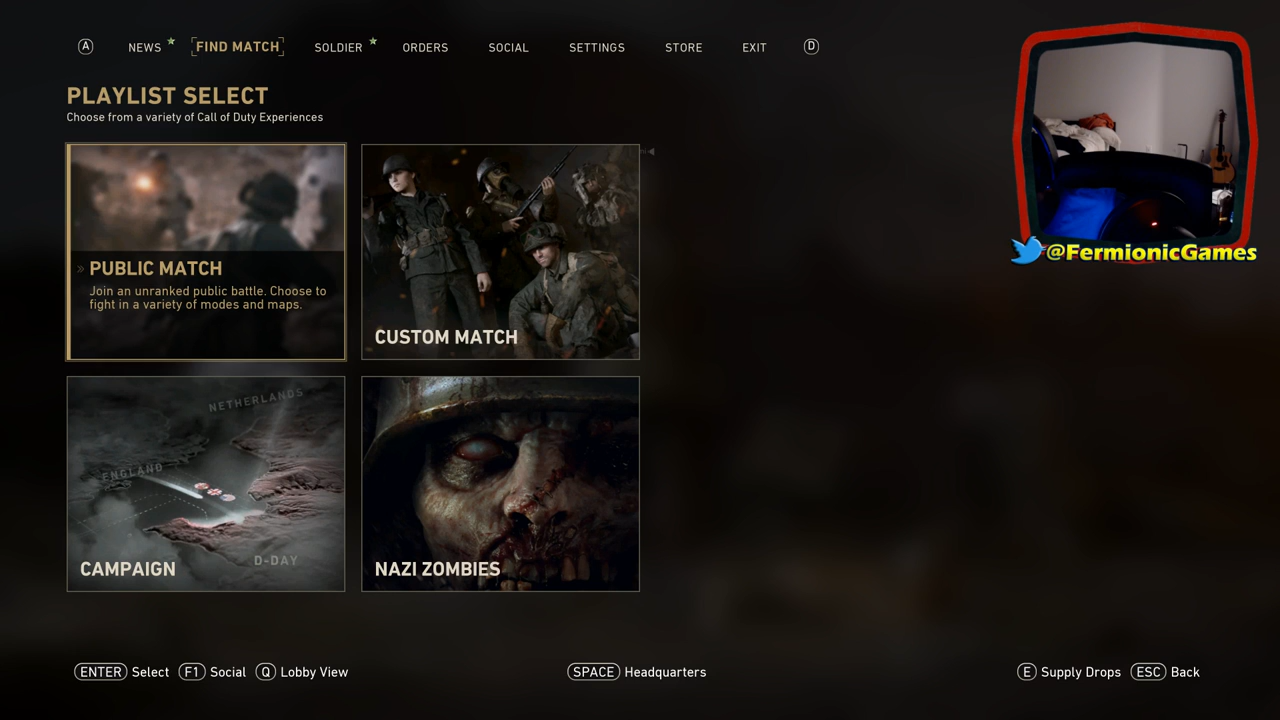 A NEWS FIND MATCH SOLDIER ORDERS SOCIAL SETTINGS STORE EXIT D
PLAYLIST SELECT
Choose from a variety of Call of Duty Experiences
PUBLIC MATCH
Join an unranked public battle. Choose to
fight in a variety of modes and maps.
CUSTOM MATCH
@FermionicGames
NETHERLANDS
ENGLAND
D-DAY
CAMPAIGN
NAZI ZOMBIES
ENTER Select F1 Social Q Lobby View SPACE Headquarters E Supply Drops ESC Back